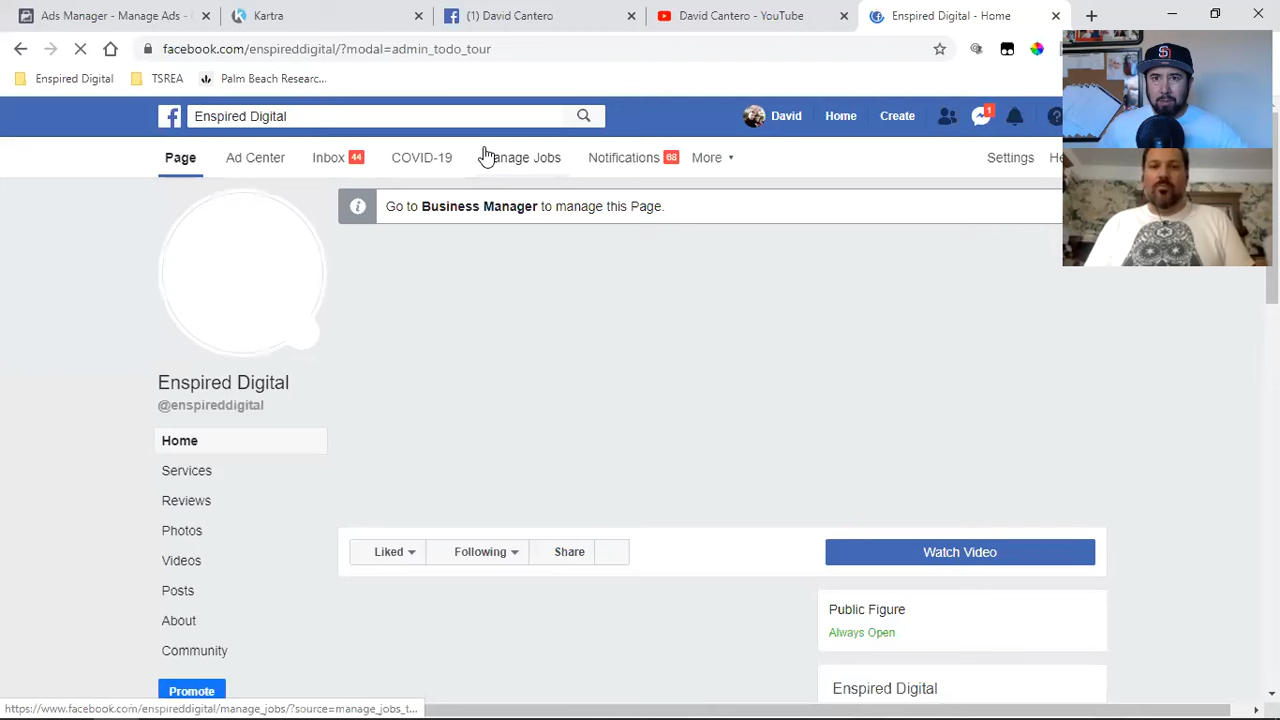 Ads Manager - Manage Ads -
Kartra
(1) David Cantero
David Cantero - YouTube
Enspired Digital - Home
facebook.com/enspireddigital/?modal=admin_todo_tour
Enspired Digital
TSREA
Palm Beach Researc...
Enspired Digital
David
Home
Create
1
Page
Ad Center
Inbox 44
COVID-19
anage Jobs
Notifications 68
More
Settings
He
Go to Business Manager to manage this Page.
Enspired Digital
@enspireddigital
Home
Services
Reviews
Photos
Videos
Posts
About
Community
Promote
Liked
Following
Share
Watch Video
Public Figure
Always Open
Enspired Digital
https://www.facebook.com/enspireddigital/manage_jobs/?source=manage_jobs_t...